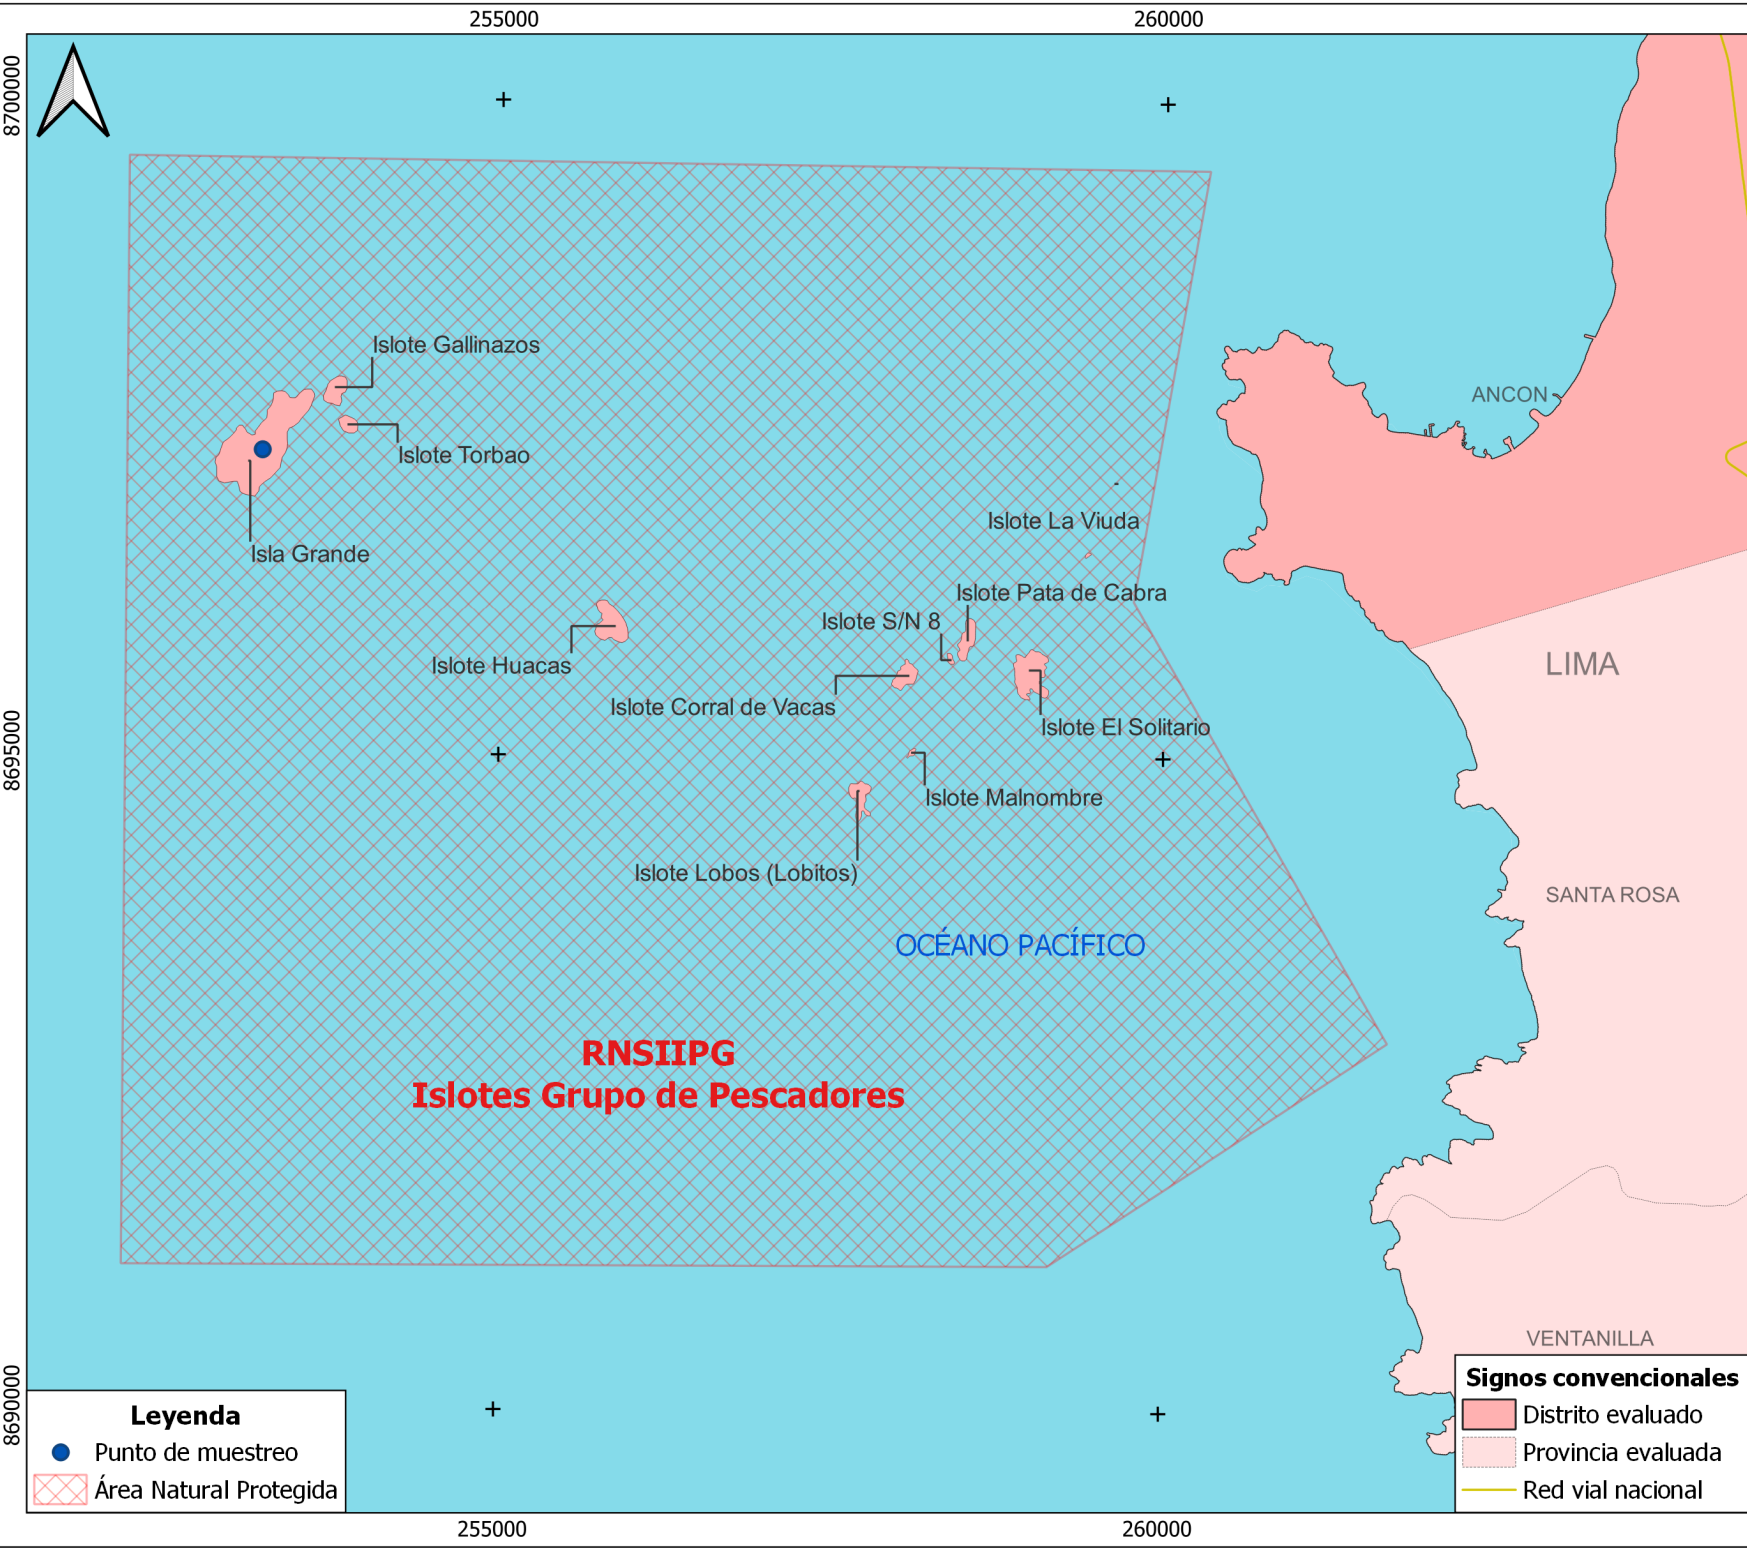 255000
260000
8700000
Islote Gallinazos
ANCON
Islote Torbao
Islote La Viuda
Isla Grande
Islote Pata de Cabra
Islote S/N 8
Islote Huacas
LIMA
Islote Corral de Vacas
Islote El Solitario
8695000
Islote Malnombre
Islote Lobos (Lobitos)
SANTA ROSA
OCÉANO PACÍFICO
RNSIIPG
Islotes Grupo de Pescadores
VENTANILLA
8690000
Leyenda
Punto de muestreo
Área Natural Protegida
Signos convencionales
Distrito evaluado
Provincia evaluada
Red vial nacional
255000
260000